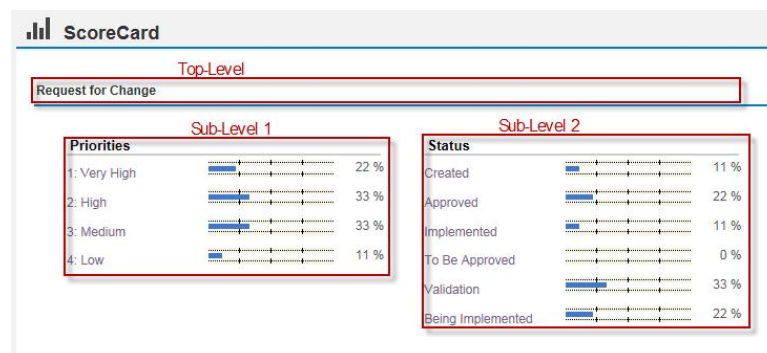 ScoreCard
Top-Level
Request for Change
Sub-Level 1
Priorities
1: Very High 22 %
2: High 33 %
3: Medium 33 %
4: Low 11 %
Sub-Level 2
Status
Created 11 %
Approved 22 %
Implemented 11 %
To Be Approved 0 %
Validation 33 %
Being Implemented 22 %